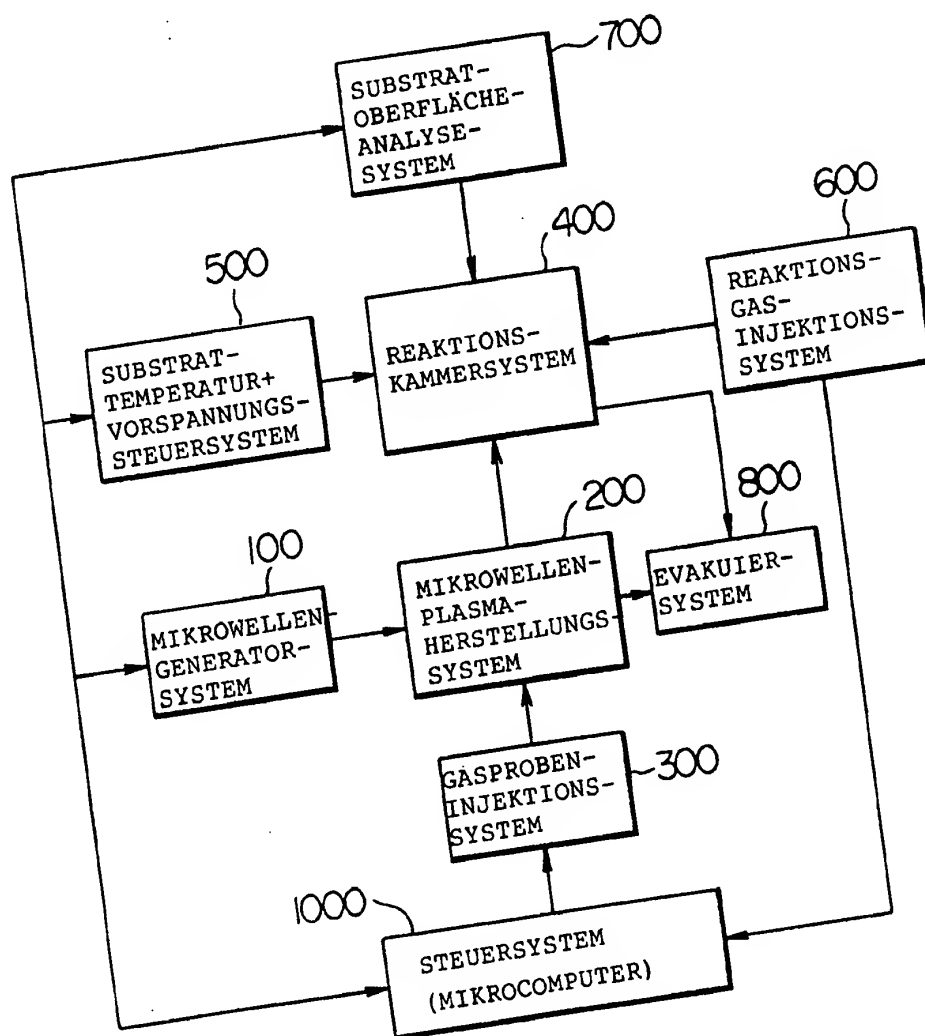 700
SUBSTRAT-
OBERFLÄCHE-
ANALYSE-
SYSTEM
600
REAKTIONS-
GAS-
INJEKTIONS-
SYSTEM
400
REAKTIONS-
KAMMERSYSTEM
500
SUBSTRAT-
TEMPERATUR+
VORSPANNUNGS-
STEUERSYSTEM
200
MIKROWELLEN-
PLASMA-
HERSTELLUNGS-
SYSTEM
800
EVAKUIER-
SYSTEM
100
MIKROWELLEN-
GENERATOR-
SYSTEM
300
GASPROBEN-
INJEKTIONS-
SYSTEM
1000
STEUERSYSTEM
(MIKROCOMPUTER)